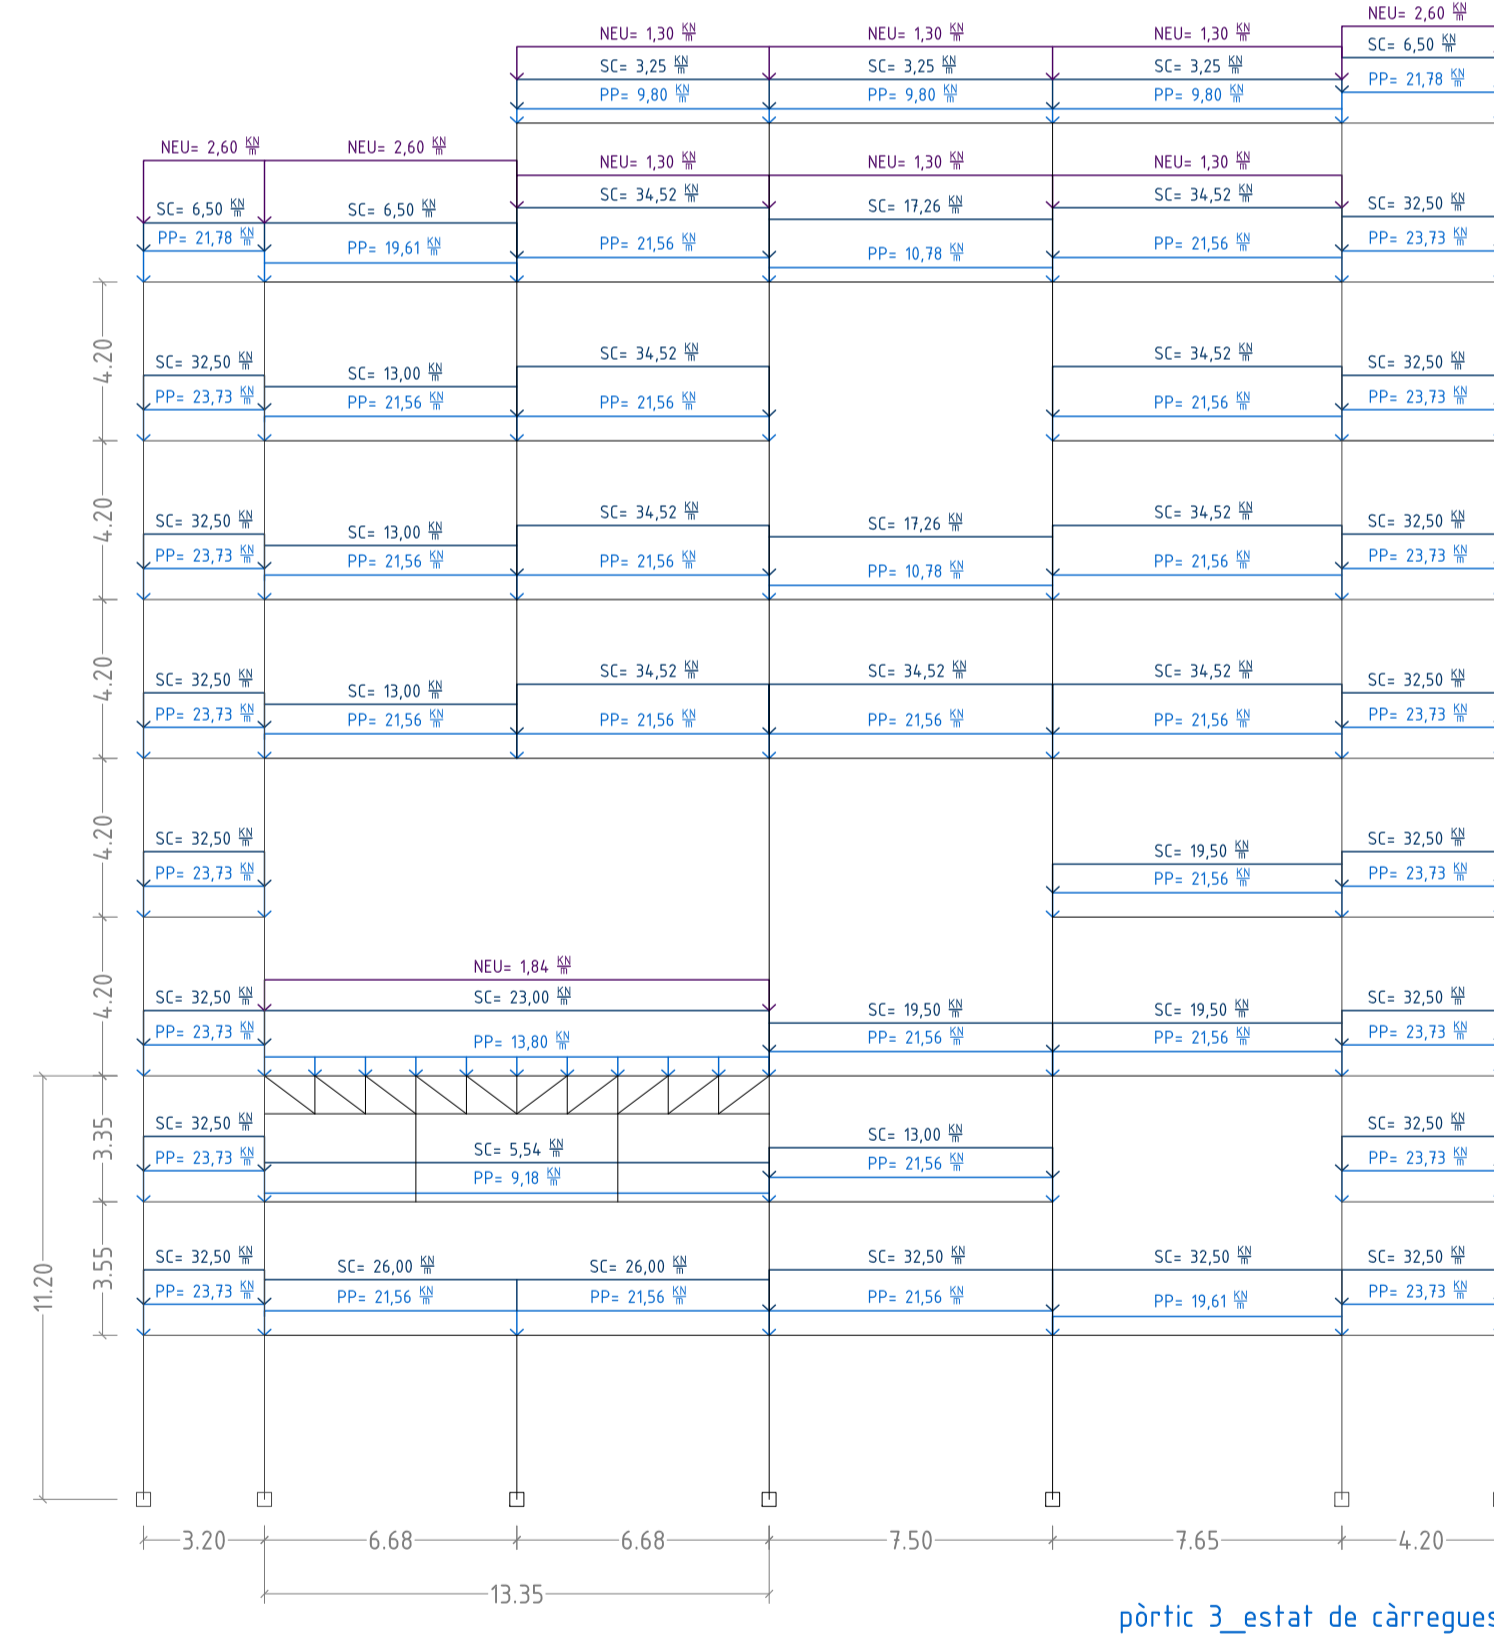 NEU= 2,60 KN/m
NEU= 1,30 KN/m NEU= 1,30 KN/m NEU= 1,30 KN/m
SC= 6,50 KN/m
SC= 3,25 KN/m SC= 3,25 KN/m SC= 3,25 KN/m
PP= 21,78 KN/m
PP= 9,80 KN/m PP= 9,80 KN/m PP= 9,80 KN/m
NEU= 2,60 KN/m NEU= 2,60 KN/m
NEU= 1,30 KN/m NEU= 1,30 KN/m NEU= 1,30 KN/m
SC= 34,52 KN/m SC= 17,26 KN/m SC= 34,52 KN/m SC= 32,50 KN/m
SC= 6,50 KN/m SC= 6,50 KN/m
PP= 21,78 KN/m PP= 19,61 KN/m PP= 21,56 KN/m PP= 10,78 KN/m PP= 21,56 KN/m PP= 23,73 KN/m
4.20
SC= 32,50 KN/m SC= 13,00 KN/m SC= 34,52 KN/m SC= 34,52 KN/m SC= 32,50 KN/m
PP= 23,73 KN/m PP= 21,56 KN/m PP= 21,56 KN/m PP= 21,56 KN/m PP= 23,73 KN/m
4.20
SC= 32,50 KN/m SC= 13,00 KN/m SC= 34,52 KN/m SC= 17,26 KN/m SC= 34,52 KN/m SC= 32,50 KN/m
PP= 23,73 KN/m PP= 21,56 KN/m PP= 21,56 KN/m PP= 10,78 KN/m PP= 21,56 KN/m PP= 23,73 KN/m
4.20
SC= 32,50 KN/m SC= 13,00 KN/m SC= 34,52 KN/m SC= 34,52 KN/m SC= 34,52 KN/m SC= 32,50 KN/m
PP= 23,73 KN/m PP= 21,56 KN/m PP= 21,56 KN/m PP= 21,56 KN/m PP= 21,56 KN/m PP= 23,73 KN/m
4.20
SC= 32,50 KN/m SC= 19,50 KN/m SC= 32,50 KN/m
PP= 23,73 KN/m PP= 21,56 KN/m PP= 23,73 KN/m
4.20
NEU= 1,84 KN/m
SC= 32,50 KN/m SC= 23,00 KN/m SC= 19,50 KN/m SC= 19,50 KN/m SC= 32,50 KN/m
PP= 23,73 KN/m PP= 13,80 KN/m PP= 21,56 KN/m PP= 21,56 KN/m PP= 23,73 KN/m
3.35
SC= 32,50 KN/m SC= 5,54 KN/m SC= 13,00 KN/m SC= 32,50 KN/m
PP= 23,73 KN/m PP= 9,18 KN/m PP= 21,56 KN/m PP= 23,73 KN/m
3.55
11.20
SC= 32,50 KN/m SC= 26,00 KN/m SC= 26,00 KN/m SC= 32,50 KN/m SC= 32,50 KN/m SC= 32,50 KN/m
PP= 23,73 KN/m PP= 21,56 KN/m PP= 21,56 KN/m PP= 21,56 KN/m PP= 19,61 KN/m PP= 23,73 KN/m
3.20 6.68 6.68 7.50 7.65 4.20
13.35
pòrtic 3_estat de càrregues